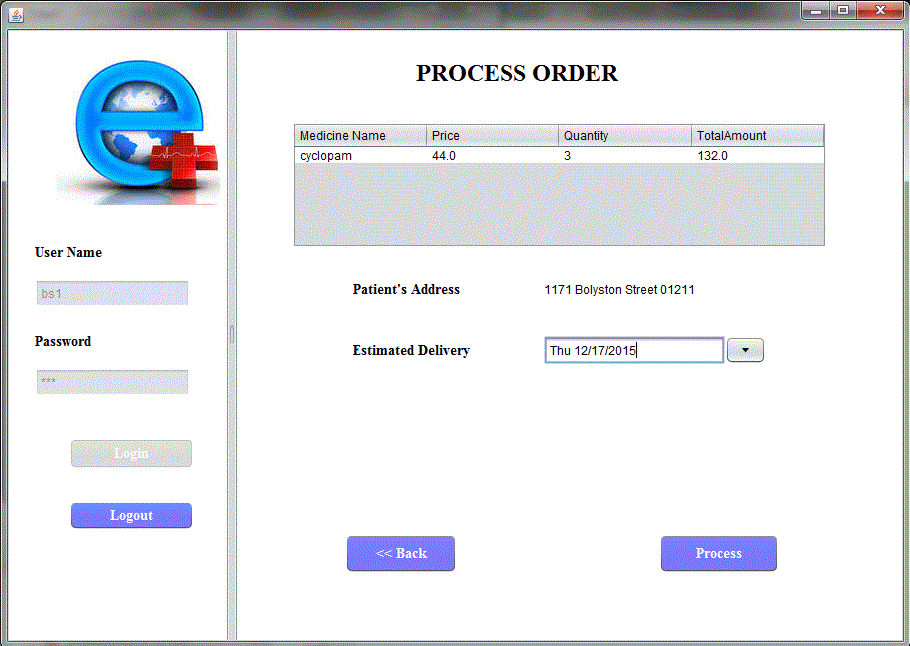 PROCESS ORDER
Medicine Name Price Quantity TotalAmount
cyclopam 44.0 3 132.0
User Name
bs1
Password
***
Login
Logout
Patient's Address 1171 Bolyston Street 01211
Estimated Delivery Thu 12/17/2015
<< Back Process